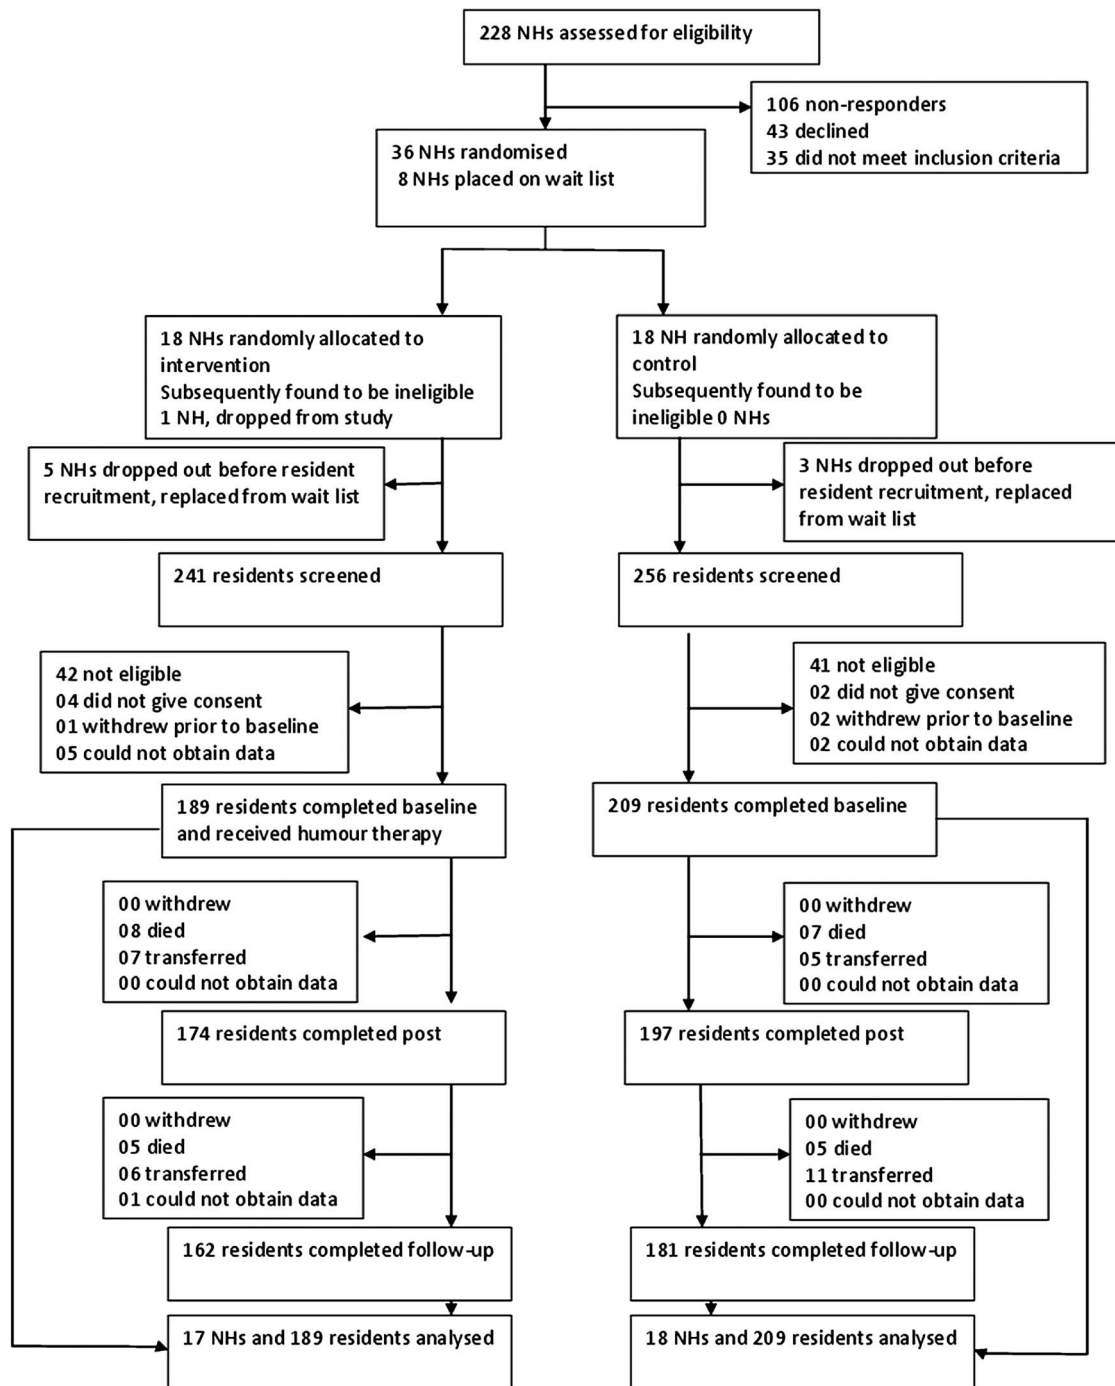 228 NHs assessed for eligibility
106 non-responders
43 declined
35 did not meet inclusion criteria
36 NHs randomised
8 NHs placed on wait list
18 NHs randomly allocated to
intervention
Subsequently found to be ineligible
1 NH, dropped from study
18 NH randomly allocated to
control
Subsequently found to be
ineligible 0 NHs
5 NHs dropped out before resident
recruitment, replaced from wait list
3 NHs dropped out before
resident recruitment, replaced
from wait list
241 residents screened
256 residents screened
42 not eligible
04 did not give consent
01 withdrew prior to baseline
05 could not obtain data
41 not eligible
02 did not give consent
02 withdrew prior to baseline
02 could not obtain data
189 residents completed baseline
and received humour therapy
209 residents completed baseline
00 withdrew
08 died
07 transferred
00 could not obtain data
00 withdrew
07 died
05 transferred
00 could not obtain data
174 residents completed post
197 residents completed post
00 withdrew
05 died
06 transferred
01 could not obtain data
00 withdrew
05 died
11 transferred
00 could not obtain data
162 residents completed follow-up
181 residents completed follow-up
17 NHs and 189 residents analysed
18 NHs and 209 residents analysed